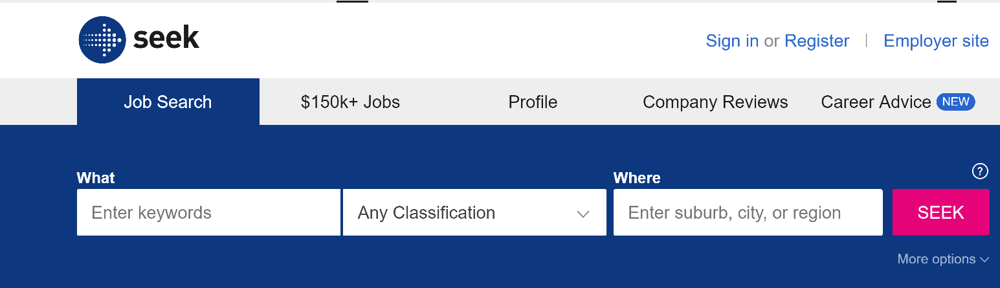 seek
Sign in or Register | Employer site
Job Search $150k+ Jobs Profile Company Reviews Career Advice NEW
What Where ?
Enter keywords Any Classification Enter suburb, city, or region SEEK
More options